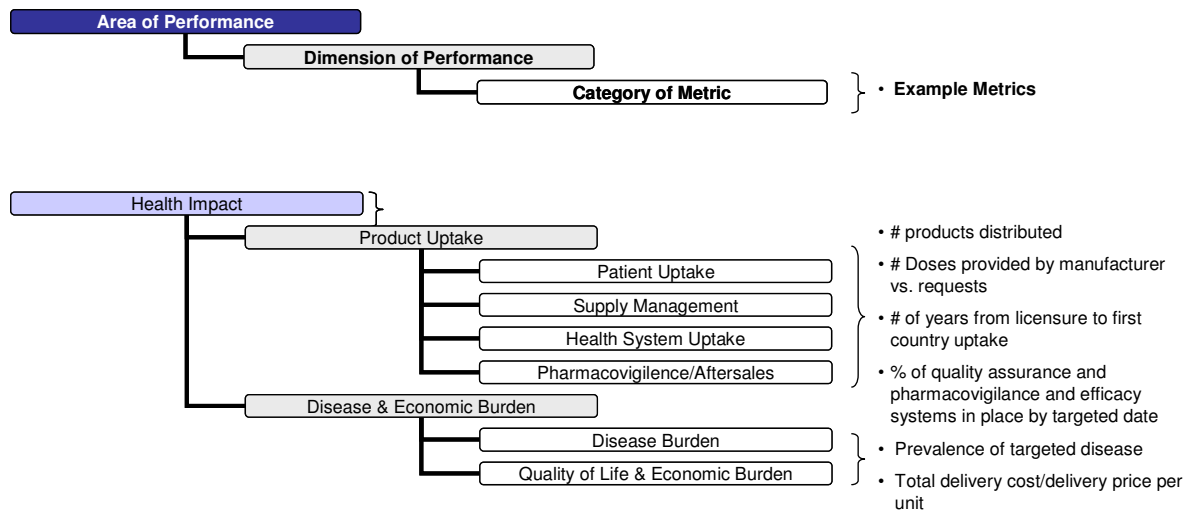 Area of Performance
Dimension of Performance
Category of Metric
• Example Metrics
Health Impact
Product Uptake
Patient Uptake
Supply Management
Health System Uptake
Pharmacovigilence/Aftersales
• # products distributed
• # Doses provided by manufacturer
vs. requests
• # of years from licensure to first
country uptake
• % of quality assurance and
pharmacovigilance and efficacy
systems in place by targeted date
Disease & Economic Burden
Disease Burden
Quality of Life & Economic Burden
• Prevalence of targeted disease
• Total delivery cost/delivery price per
unit